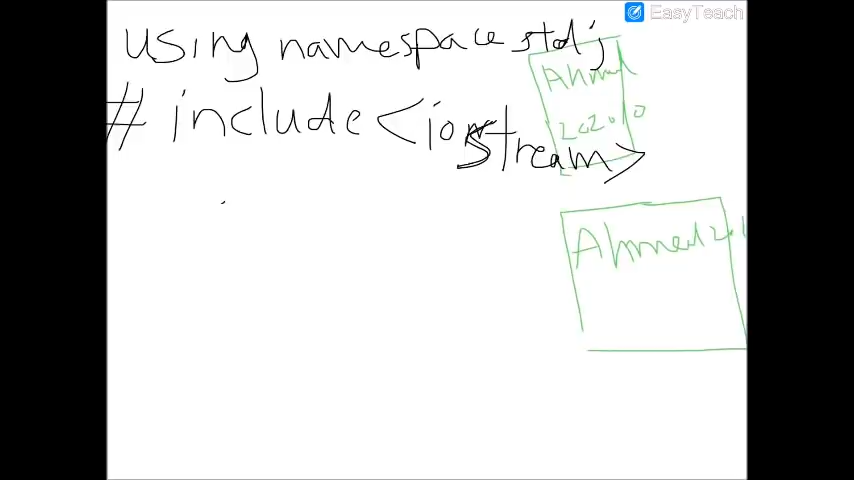 EasyTeach
using namespace std;
# include <iostream>
Ahmed
Ahmed